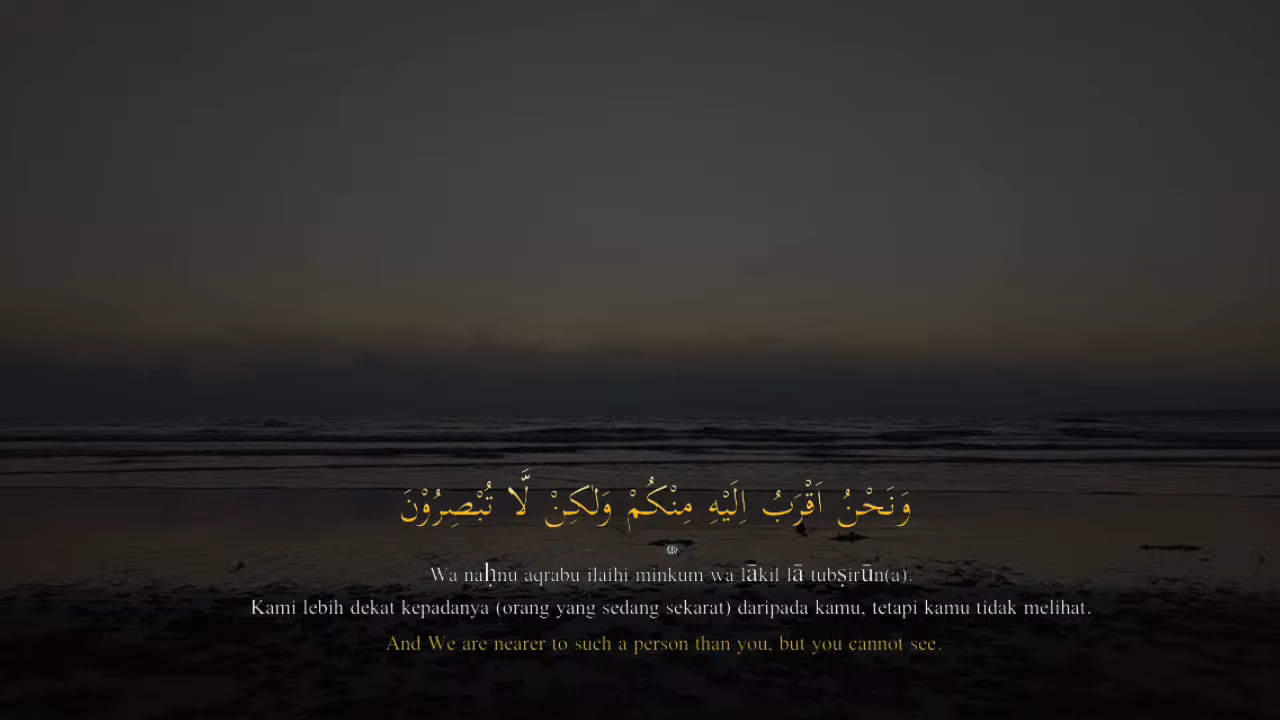 وَنَحْنُ اَقْرَبُ اِلَيْهِ مِنْكُمْ وَلٰكِنْ لَّا تُبْصِرُوْنَ
Wa naḥnu aqrabu ilaihi minkum wa lākil lā tubṣirūn(a).
Kami lebih dekat kepadanya (orang yang sedang sekarat) daripada kamu, tetapi kamu tidak melihat.
And We are nearer to such a person than you, but you cannot see.